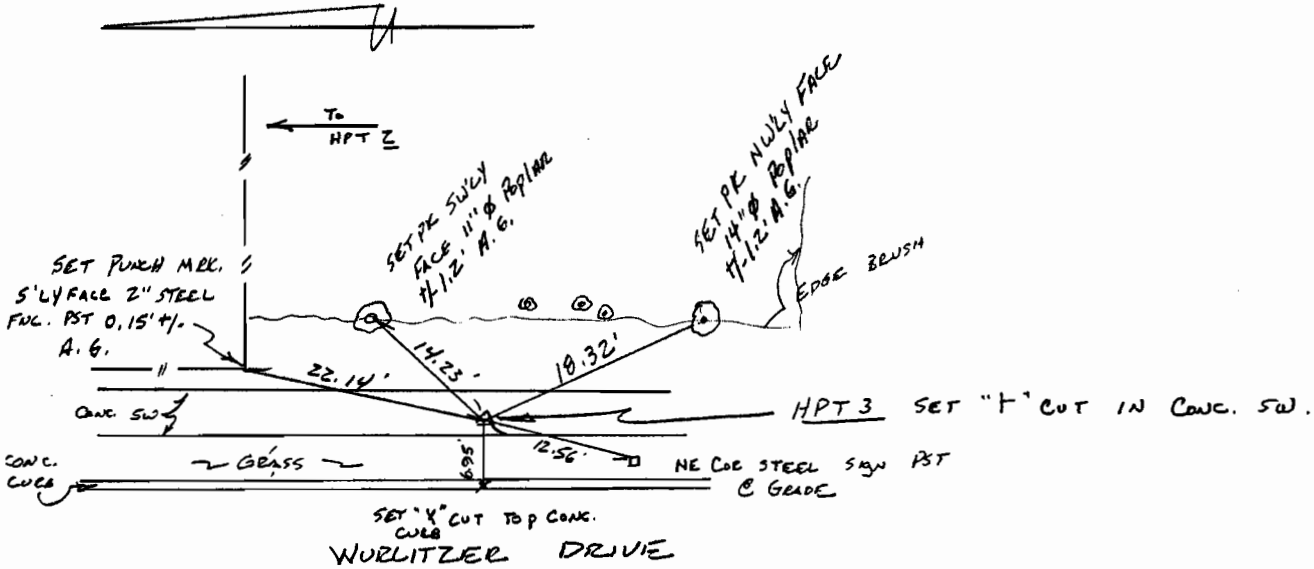 N
To
HPT 2
SET PK SW'LY
FACE 11" Ø POPlAR
+/-1.2' A.G.
SET PK NW'LY FACE
14" Ø POPlAR
+/-1.2' A.G.
EDGE BRUSH
SET PUNCH MRK.
S'LY FACE 2" STEEL
FNC. PST 0.15' +/-
A.G.
22.14'
14.23'
18.32'
CONC. SW
HPT 3 SET "+" CUT IN CONC. SW.
12.56'
6.95'
~ GRASS ~
CONC.
CURB
NE COR STEEL SIGN PST
@ GRADE
SET "X" CUT TOP CONC.
CURB
WURLITZER DRIVE